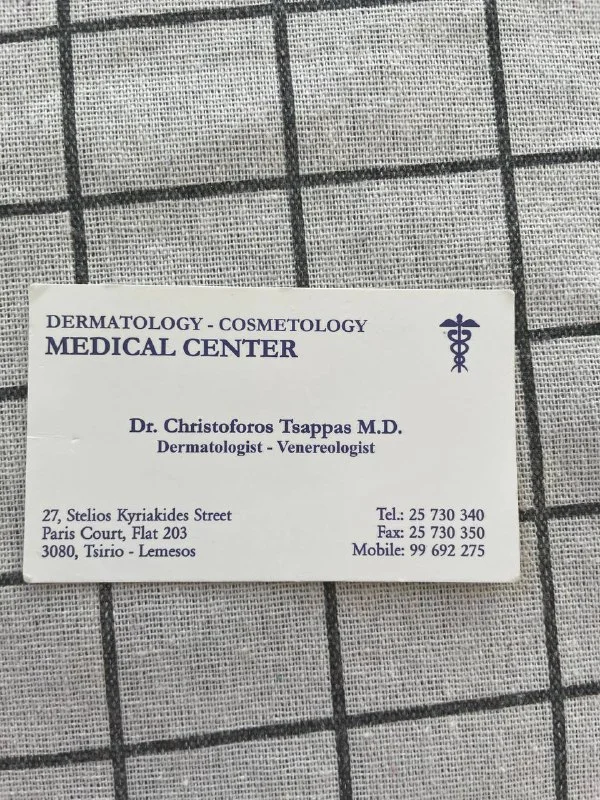 DERMATOLOGY - COSMETOLOGY
MEDICAL CENTER
Dr. Christoforos Tsappas M.D.
Dermatologist - Venereologist
27, Stelios Kyriakides Street
Paris Court, Flat 203
3080, Tsirio - Lemesos
Tel.: 25 730 340
Fax: 25 730 350
Mobile: 99 692 275